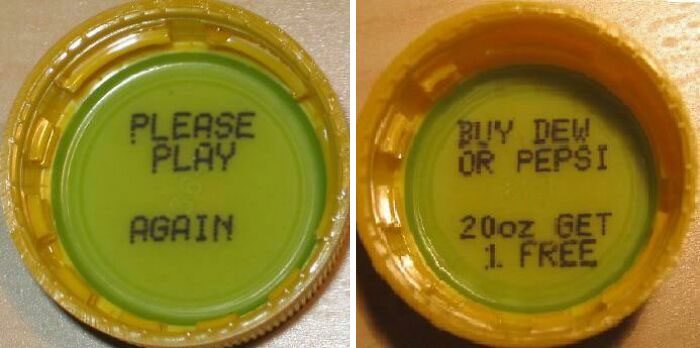 PLEASE
PLAY
AGAIN
BUY DEW
OR PEPSI
20oz GET
1 FREE